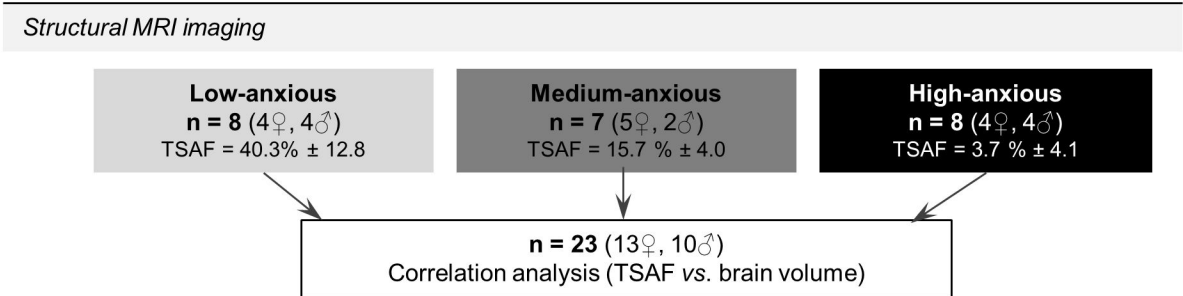 Structural MRI imaging
Low-anxious
n = 8 (4♀, 4♂)
TSAF = 40.3% ± 12.8
Medium-anxious
n = 7 (5♀, 2♂)
TSAF = 15.7 % ± 4.0
High-anxious
n = 8 (4♀, 4♂)
TSAF = 3.7 % ± 4.1
n = 23 (13♀, 10♂)
Correlation analysis (TSAF vs. brain volume)